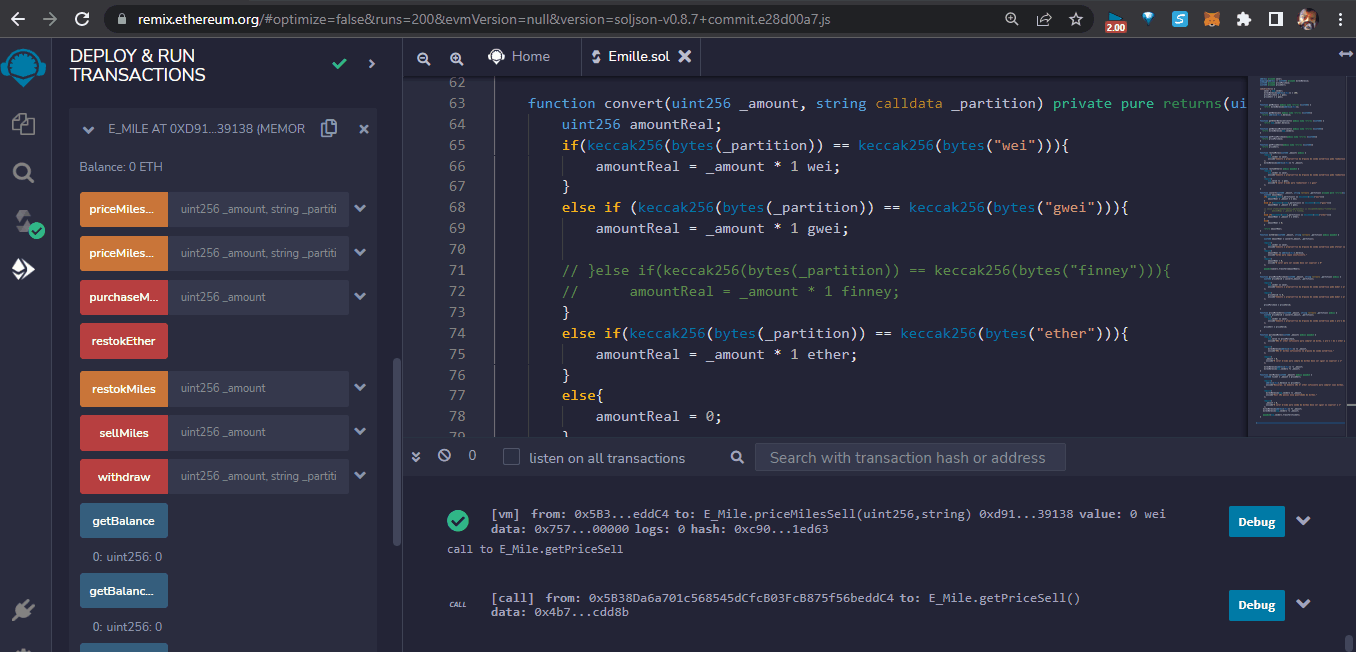 remix.ethereum.org/#optimize=false&runs=200&evmVersion=null&version=soljson-v0.8.7+commit.e28d00a7.js
2.00
DEPLOY & RUN
TRANSACTIONS
E_MILE AT 0XD91...39138 (MEMOR
Balance: 0 ETH
priceMiles... uint256 _amount, string _partiti
priceMiles... uint256 _amount, string _partiti
purchaseM... uint256 _amount
restokEther
restokMiles uint256 _amount
sellMiles uint256 _amount
withdraw uint256 _amount, string _partiti
getBalance
0: uint256: 0
getBalanc...
0: uint256: 0
Home
Emille.sol
62
63 function convert(uint256 _amount, string calldata _partition) private pure returns(ui
64 uint256 amountReal;
65 if(keccak256(bytes(_partition)) == keccak256(bytes("wei"))){
66 amountReal = _amount * 1 wei;
67 }
68 else if (keccak256(bytes(_partition)) == keccak256(bytes("gwei"))){
69 amountReal = _amount * 1 gwei;
70
71 // }else if(keccak256(bytes(_partition)) == keccak256(bytes("finney"))){
72 // amountReal = _amount * 1 finney;
73 }
74 else if(keccak256(bytes(_partition)) == keccak256(bytes("ether"))){
75 amountReal = _amount * 1 ether;
76 }
77 else{
78 amountReal = 0;
79 }
0
listen on all transactions
Search with transaction hash or address
[vm] from: 0x5B3...eddC4 to: E_Mile.priceMilesSell(uint256,string) 0xd91...39138 value: 0 wei
data: 0x757...00000 logs: 0 hash: 0xc90...1ed63
Debug
call to E_Mile.getPriceSell
CALL
[call] from: 0x5B38Da6a701c568545dCfcB03FcB875f56beddC4 to: E_Mile.getPriceSell()
data: 0x4b7...cdd8b
Debug